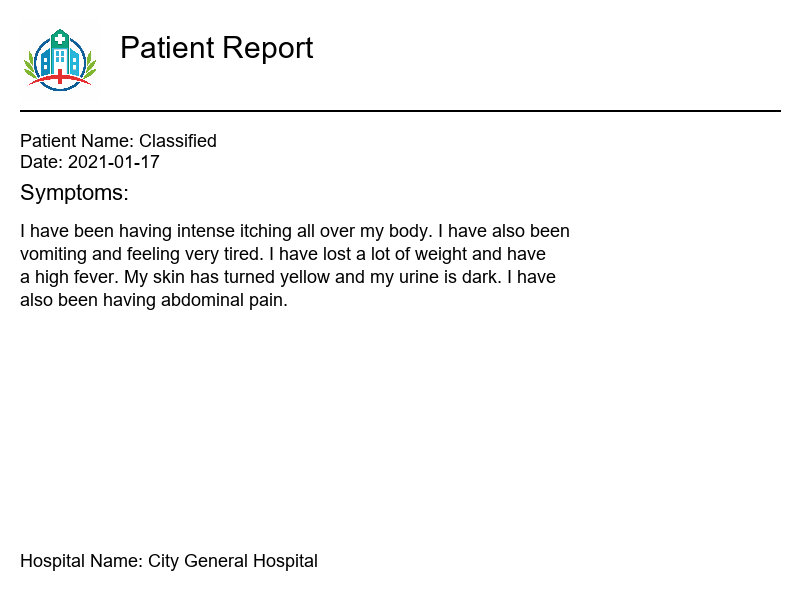 Patient Report
Patient Name: Classified
Date: 2021-01-17
Symptoms:
I have been having intense itching all over my body. I have also been
vomiting and feeling very tired. I have lost a lot of weight and have
a high fever. My skin has turned yellow and my urine is dark. I have
also been having abdominal pain.
Hospital Name: City General Hospital